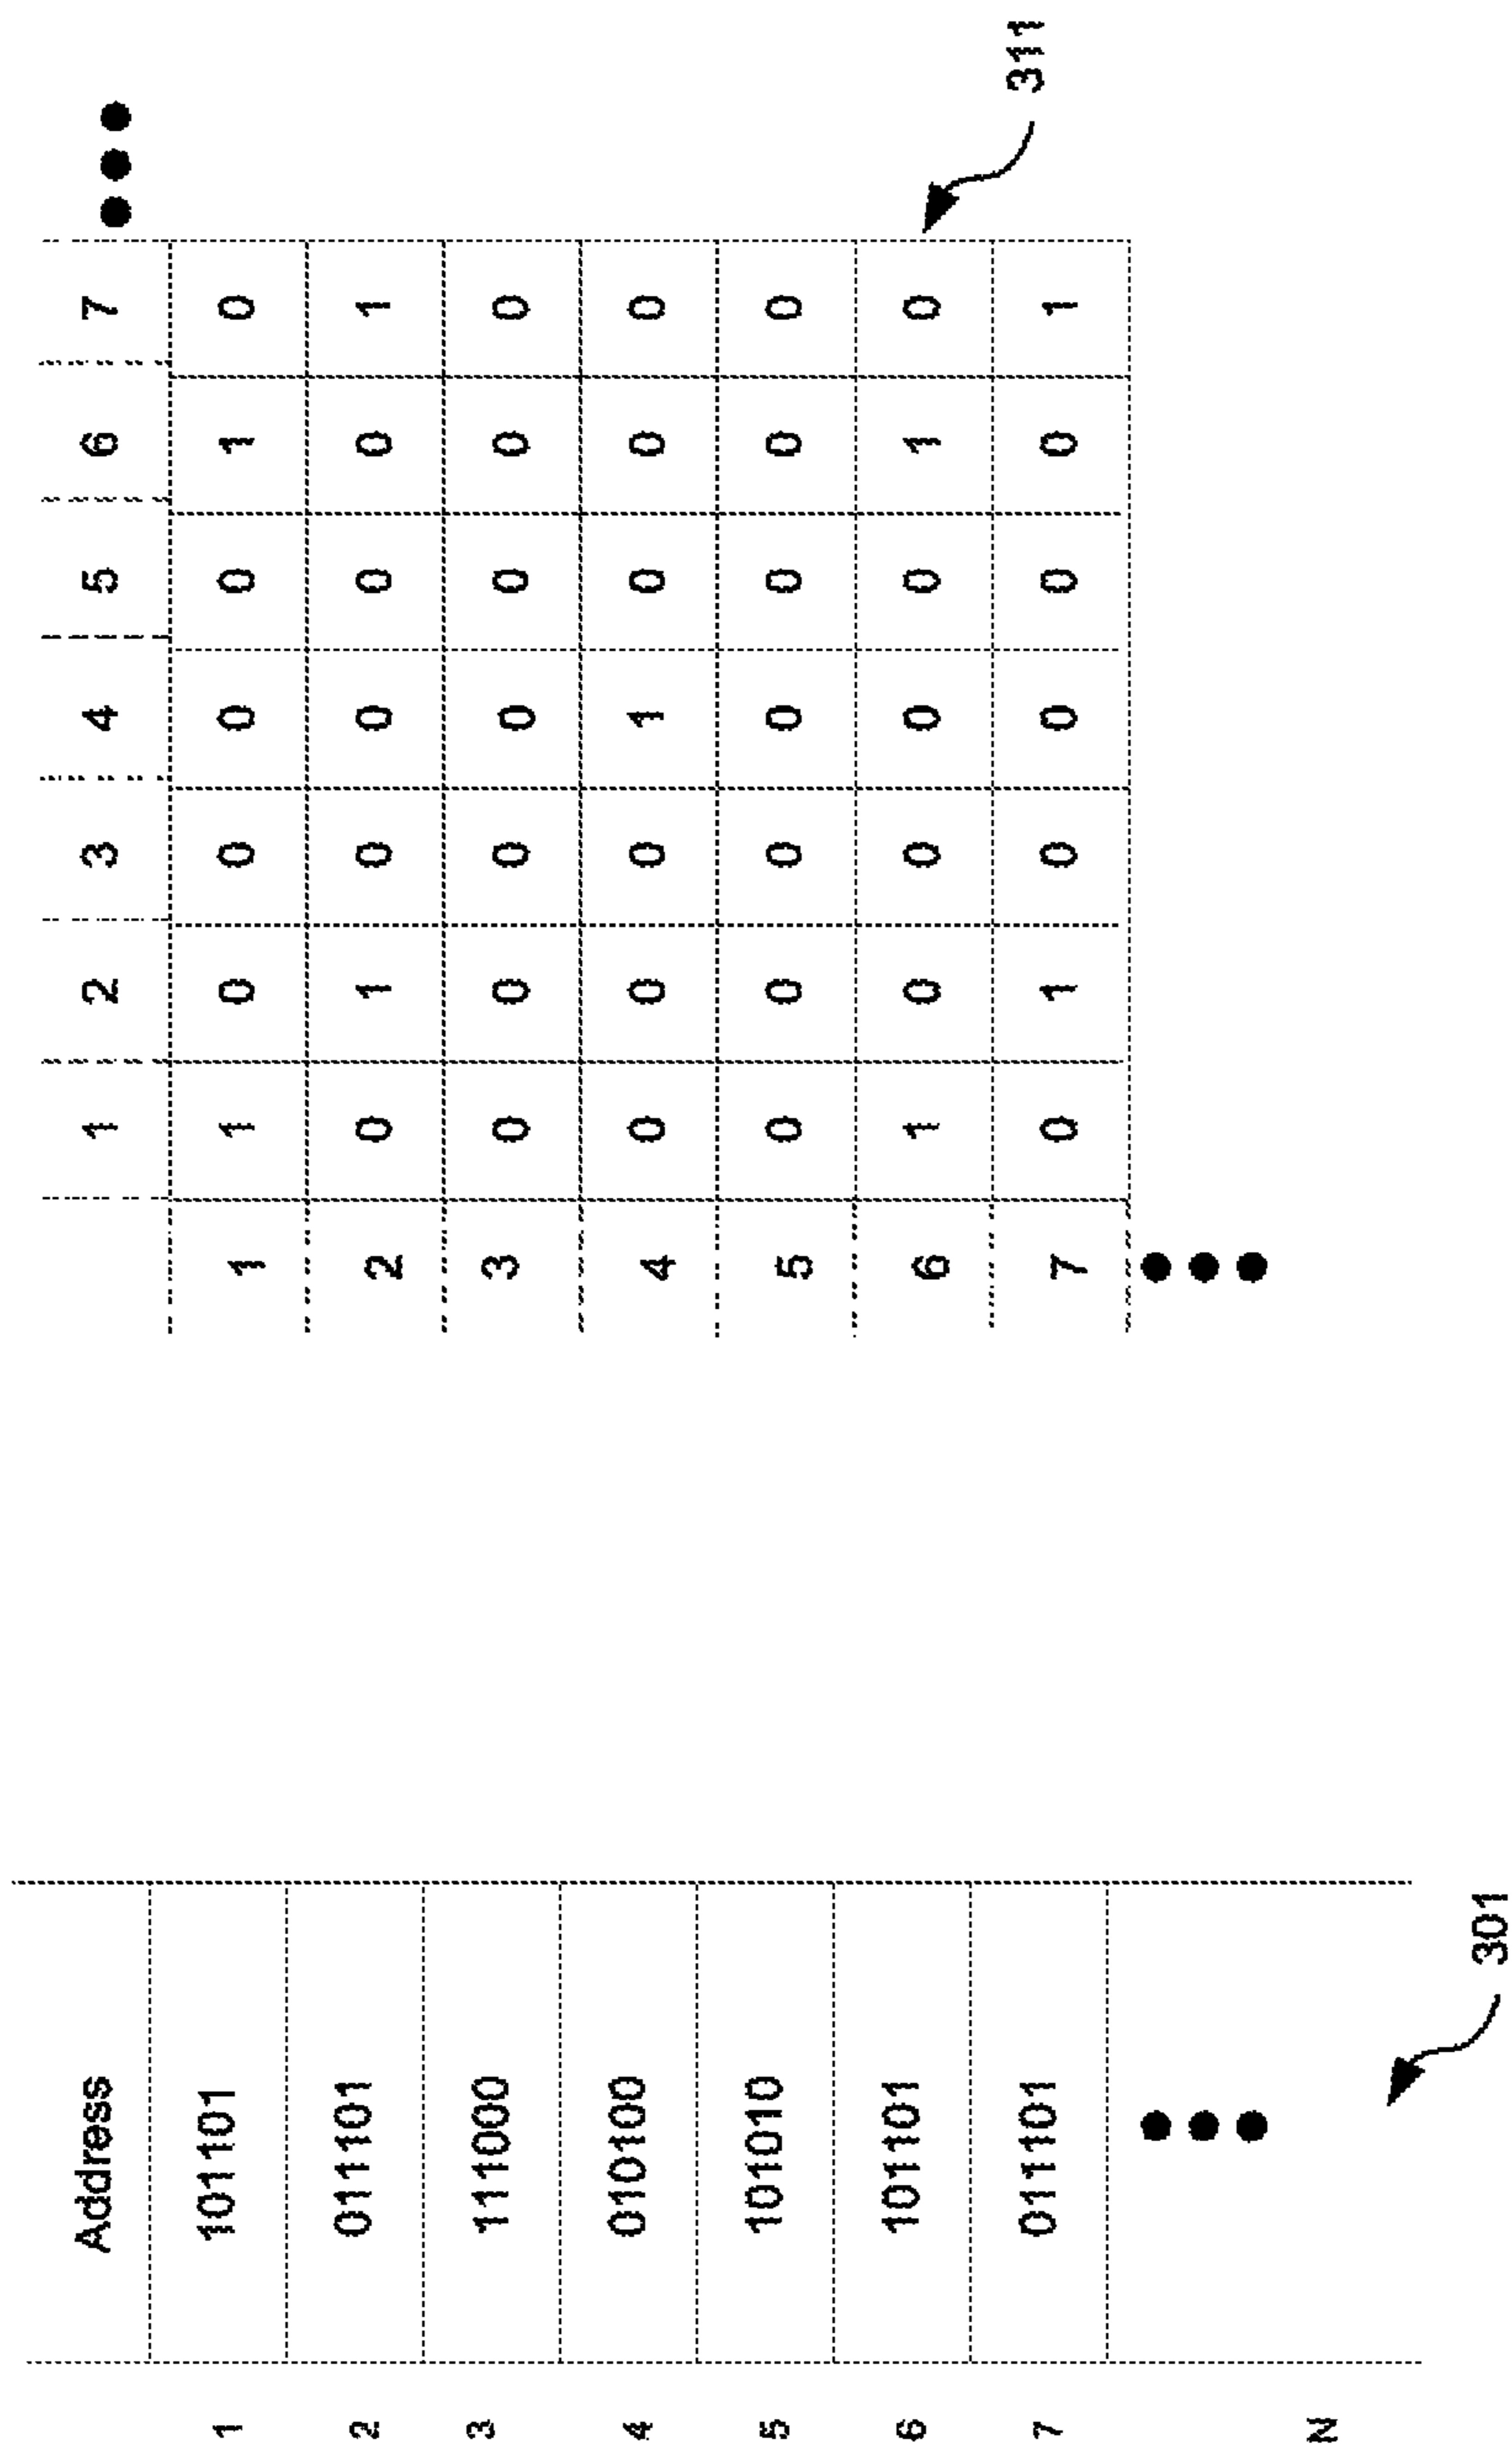 Address
1 101101
2 011101
3 111000
4 010100
5 101010
6 101101
7 011101
N
301
1 2 3 4 5 6 7
1 1 0 0 0 0 1 0
2 0 1 0 0 0 0 1
3 0 0 0 0 0 0 0
4 0 0 0 1 0 0 0
5 0 0 0 0 0 0 0
6 1 0 0 0 0 1 0
7 0 1 0 0 0 0 1
311